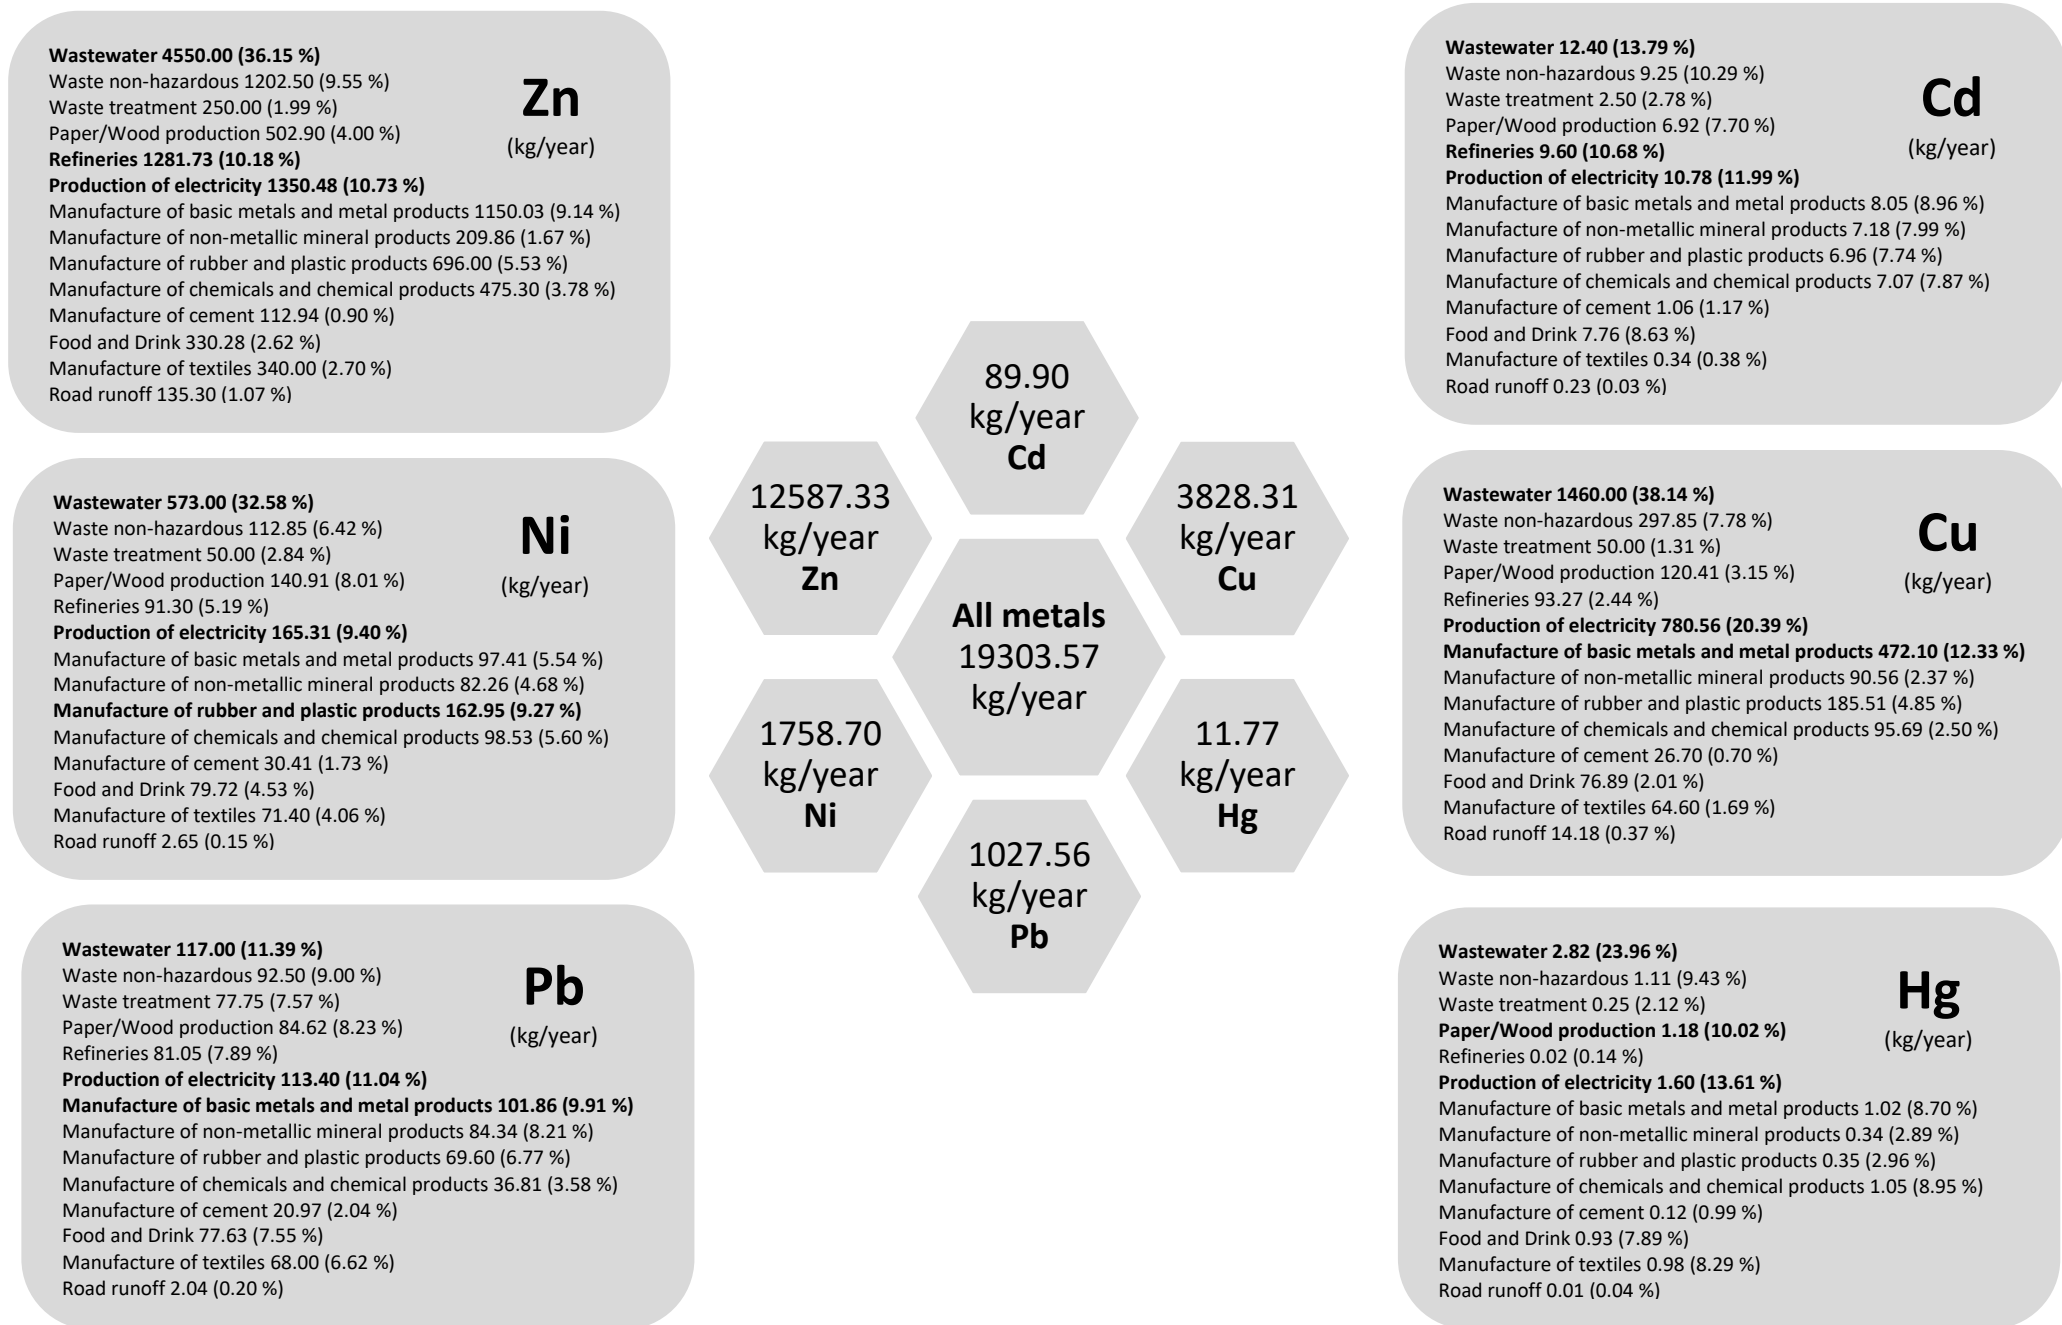 Wastewater 4550.00 (36.15 %)
Waste non-hazardous 1202.50 (9.55 %)
Waste treatment 250.00 (1.99 %)
Paper/Wood production 502.90 (4.00 %)
Refineries 1281.73 (10.18 %)
Production of electricity 1350.48 (10.73 %)
Manufacture of basic metals and metal products 1150.03 (9.14 %)
Manufacture of non-metallic mineral products 209.86 (1.67 %)
Manufacture of rubber and plastic products 696.00 (5.53 %)
Manufacture of chemicals and chemical products 475.30 (3.78 %)
Manufacture of cement 112.94 (0.90 %)
Food and Drink 330.28 (2.62 %)
Manufacture of textiles 340.00 (2.70 %)
Road runoff 135.30 (1.07 %)
Zn
(kg/year)
Wastewater 573.00 (32.58 %)
Waste non-hazardous 112.85 (6.42 %)
Waste treatment 50.00 (2.84 %)
Paper/Wood production 140.91 (8.01 %)
Refineries 91.30 (5.19 %)
Production of electricity 165.31 (9.40 %)
Manufacture of basic metals and metal products 97.41 (5.54 %)
Manufacture of non-metallic mineral products 82.26 (4.68 %)
Manufacture of rubber and plastic products 162.95 (9.27 %)
Manufacture of chemicals and chemical products 98.53 (5.60 %)
Manufacture of cement 30.41 (1.73 %)
Food and Drink 79.72 (4.53 %)
Manufacture of textiles 71.40 (4.06 %)
Road runoff 2.65 (0.15 %)
Ni
(kg/year)
Wastewater 117.00 (11.39 %)
Waste non-hazardous 92.50 (9.00 %)
Waste treatment 77.75 (7.57 %)
Paper/Wood production 84.62 (8.23 %)
Refineries 81.05 (7.89 %)
Production of electricity 113.40 (11.04 %)
Manufacture of basic metals and metal products 101.86 (9.91 %)
Manufacture of non-metallic mineral products 84.34 (8.21 %)
Manufacture of rubber and plastic products 69.60 (6.77 %)
Manufacture of chemicals and chemical products 36.81 (3.58 %)
Manufacture of cement 20.97 (2.04 %)
Food and Drink 77.63 (7.55 %)
Manufacture of textiles 68.00 (6.62 %)
Road runoff 2.04 (0.20 %)
Pb
(kg/year)
89.90
kg/year
Cd
12587.33
kg/year
Zn
3828.31
kg/year
Cu
All metals
19303.57
kg/year
1758.70
kg/year
Ni
11.77
kg/year
Hg
1027.56
kg/year
Pb
Wastewater 12.40 (13.79 %)
Waste non-hazardous 9.25 (10.29 %)
Waste treatment 2.50 (2.78 %)
Paper/Wood production 6.92 (7.70 %)
Refineries 9.60 (10.68 %)
Production of electricity 10.78 (11.99 %)
Manufacture of basic metals and metal products 8.05 (8.96 %)
Manufacture of non-metallic mineral products 7.18 (7.99 %)
Manufacture of rubber and plastic products 6.96 (7.74 %)
Manufacture of chemicals and chemical products 7.07 (7.87 %)
Manufacture of cement 1.06 (1.17 %)
Food and Drink 7.76 (8.63 %)
Manufacture of textiles 0.34 (0.38 %)
Road runoff 0.23 (0.03 %)
Cd
(kg/year)
Wastewater 1460.00 (38.14 %)
Waste non-hazardous 297.85 (7.78 %)
Waste treatment 50.00 (1.31 %)
Paper/Wood production 120.41 (3.15 %)
Refineries 93.27 (2.44 %)
Production of electricity 780.56 (20.39 %)
Manufacture of basic metals and metal products 472.10 (12.33 %)
Manufacture of non-metallic mineral products 90.56 (2.37 %)
Manufacture of rubber and plastic products 185.51 (4.85 %)
Manufacture of chemicals and chemical products 95.69 (2.50 %)
Manufacture of cement 26.70 (0.70 %)
Food and Drink 76.89 (2.01 %)
Manufacture of textiles 64.60 (1.69 %)
Road runoff 14.18 (0.37 %)
Cu
(kg/year)
Wastewater 2.82 (23.96 %)
Waste non-hazardous 1.11 (9.43 %)
Waste treatment 0.25 (2.12 %)
Paper/Wood production 1.18 (10.02 %)
Refineries 0.02 (0.14 %)
Production of electricity 1.60 (13.61 %)
Manufacture of basic metals and metal products 1.02 (8.70 %)
Manufacture of non-metallic mineral products 0.34 (2.89 %)
Manufacture of rubber and plastic products 0.35 (2.96 %)
Manufacture of chemicals and chemical products 1.05 (8.95 %)
Manufacture of cement 0.12 (0.99 %)
Food and Drink 0.93 (7.89 %)
Manufacture of textiles 0.98 (8.29 %)
Road runoff 0.01 (0.04 %)
Hg
(kg/year)